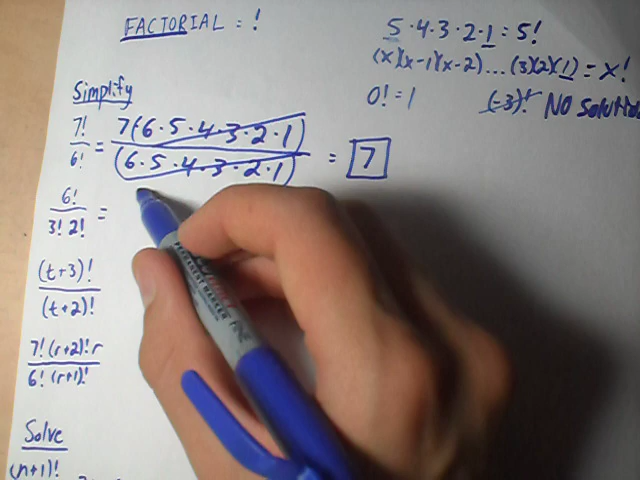 FACTORIAL = !
5·4·3·2·1 = 5!
(x)(x-1)(x-2)...(3)(2)(1) = x!
0! = 1 (-3)! NO Solution
Simplify
7!/6! = 7(6·5·4·3·2·1)/(6·5·4·3·2·1) = 7
6!/3! 2! =
(t+3)!/(t+2)!
7! (r+2)! r/6! (r+1)!
Solve
(n+1)!